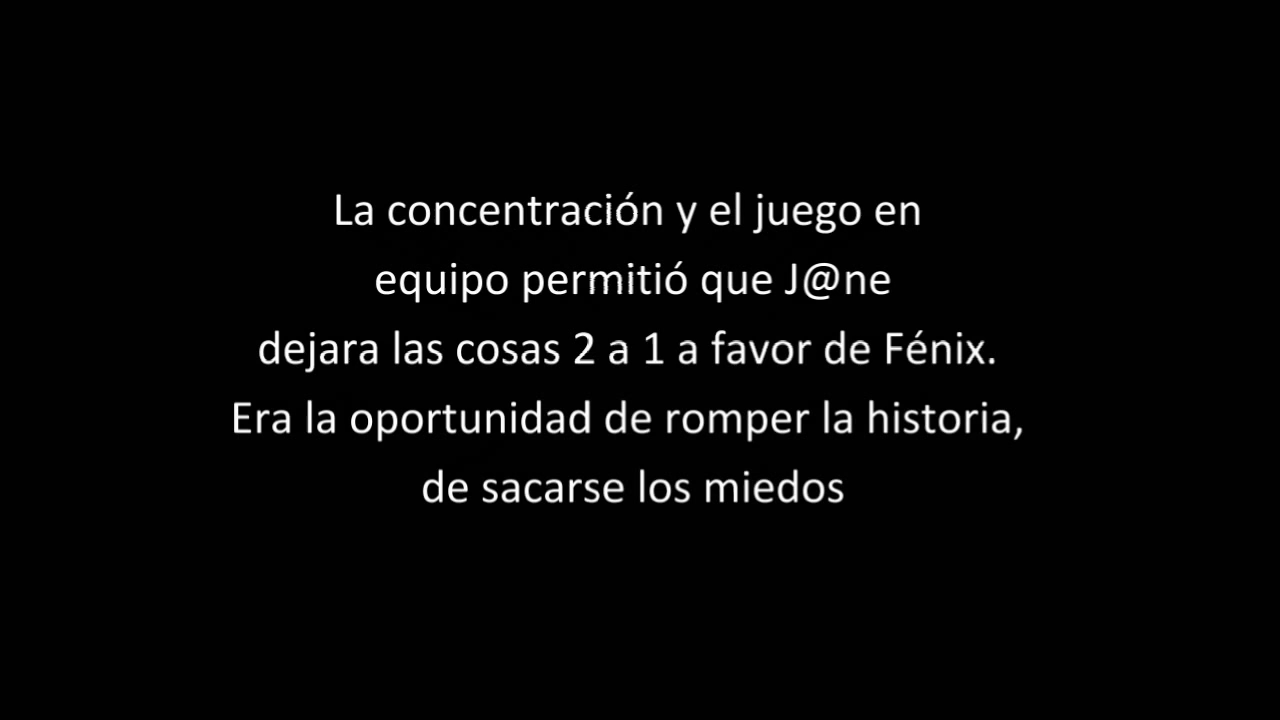 La concentración y el juego en
equipo permitió que J@ne
dejara las cosas 2 a 1 a favor de Fénix.
Era la oportunidad de romper la historia,
de sacarse los miedos